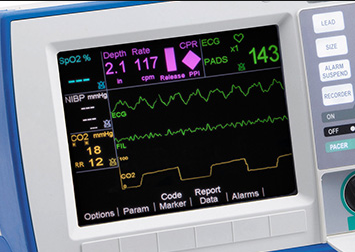 SpO2 %
---
Depth Rate CPR
2.1 117
in cpm Release PPI
ECG x1
PADS 143
NIBP mmHg
---
---
CO2 mmHg
18
RR 12
ECG
FIL
100
CO2
0
Options Param Code Marker Report Data Alarms
LEAD
SIZE
ALARM
SUSPEND
RECORDER
ON
OFF
PACER